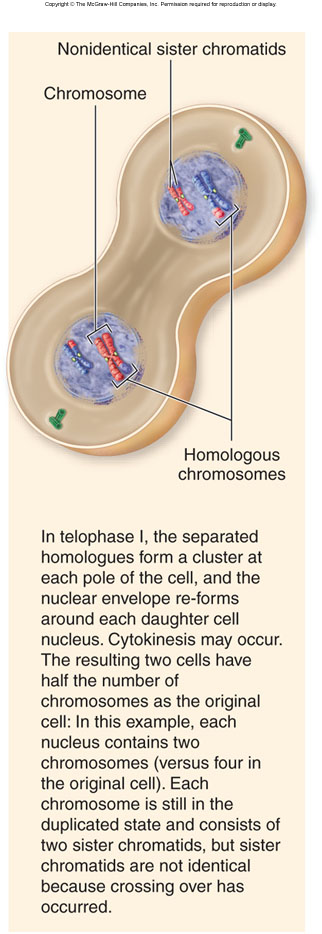 Copyright © The McGraw-Hill Companies, Inc. Permission required for reproduction or display.
Nonidentical sister chromatids
Chromosome
Homologous
chromosomes
In telophase I, the separated
homologues form a cluster at
each pole of the cell, and the
nuclear envelope re-forms
around each daughter cell
nucleus. Cytokinesis may occur.
The resulting two cells have
half the number of
chromosomes as the original
cell: In this example, each
nucleus contains two
chromosomes (versus four in
the original cell). Each
chromosome is still in the
duplicated state and consists of
two sister chromatids, but sister
chromatids are not identical
because crossing over has
occurred.